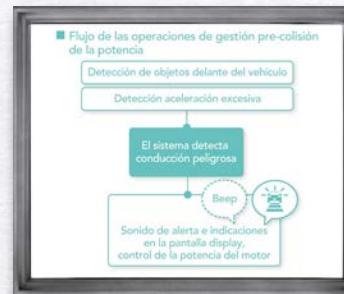 Flujo de las operaciones de gestión pre-colisión
de la potencia
Detección de objetos delante del vehículo
Detección aceleración excesiva
El sistema detecta
conducción peligrosa
Beep
Sonido de alerta e indicaciones
en la pantalla display,
control de la potencia del motor